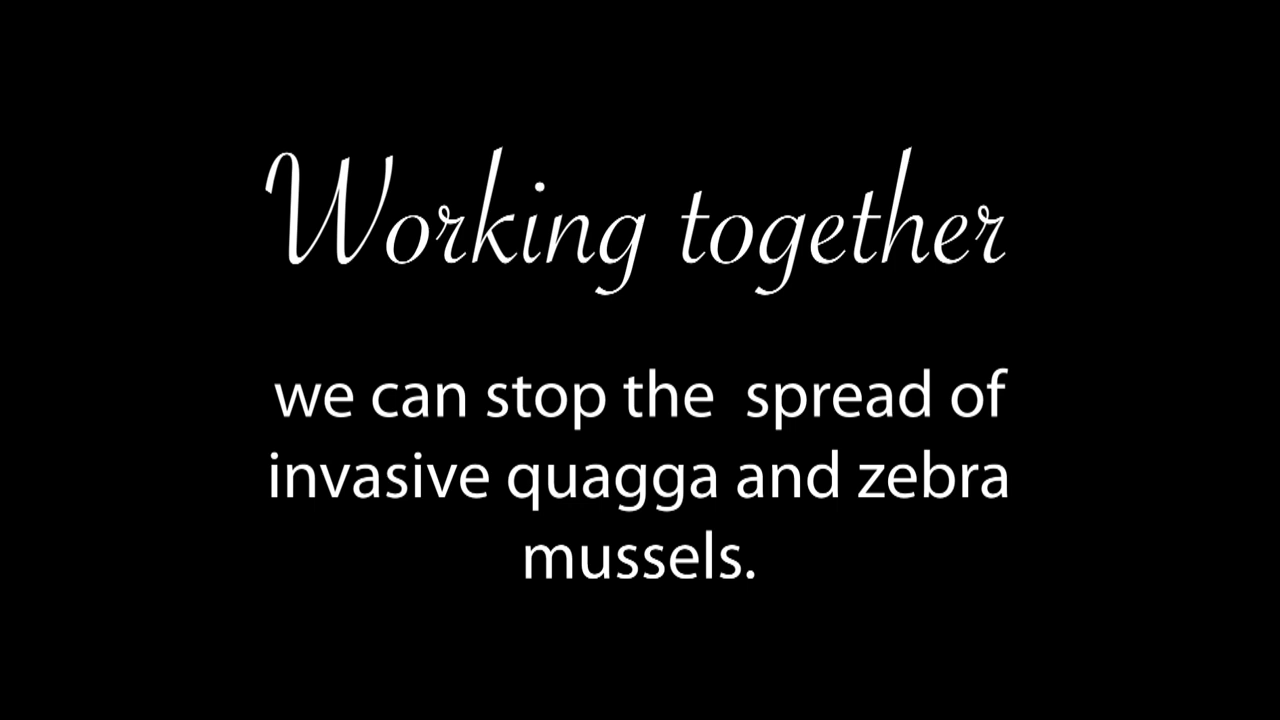 Working together
we can stop the  spread of
invasive quagga and zebra
mussels.